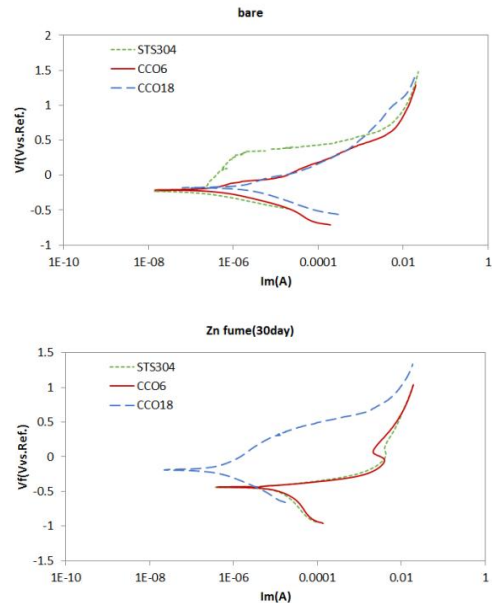 bare
2
1.5
1
0.5
0
-0.5
-1
STS304
CCO6
CCO18
Vf(Vvs.Ref.)
1E-10
1E-08
1E-06
0.0001
0.01
1
Im(A)
Zn fume(30day)
1.5
1
0.5
0
-0.5
-1
-1.5
STS304
CCO6
CCO18
Vf(Vvs.Ref.)
1E-10
1E-08
1E-06
0.0001
0.01
1
Im(A)